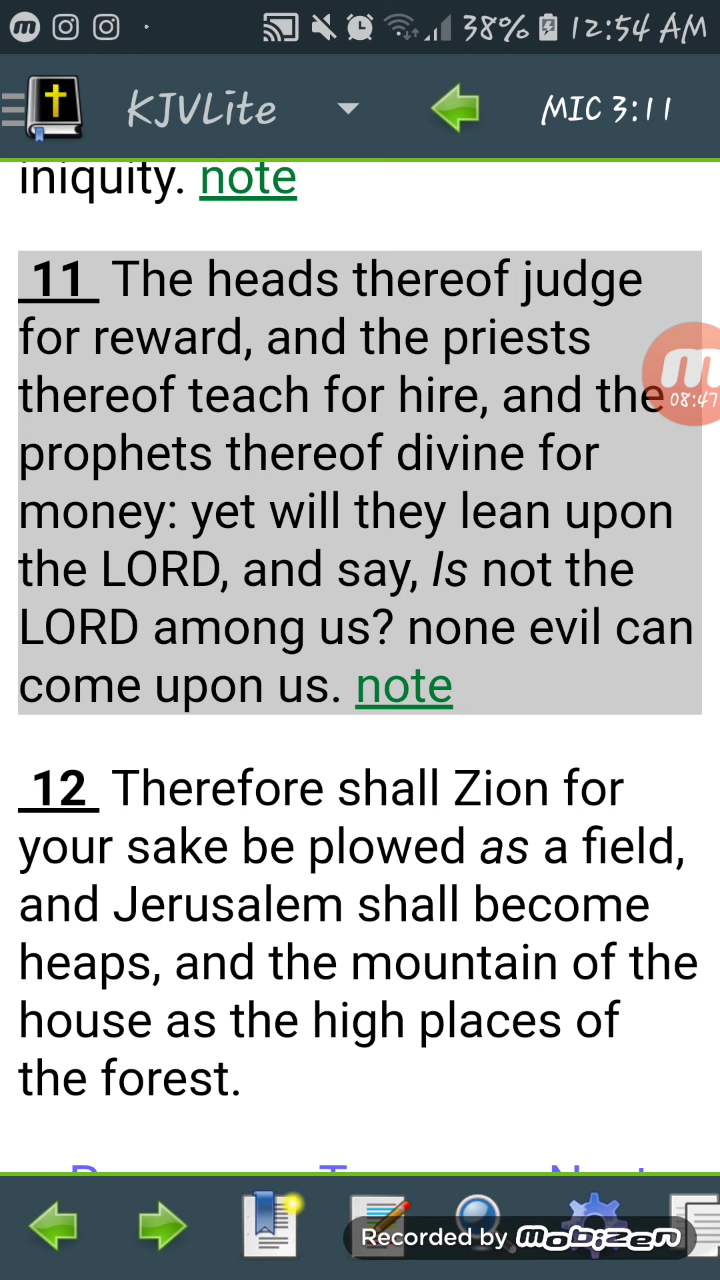 38% 12:54 AM
KJVLite MIC 3:11
iniquity. note
11 The heads thereof judge
for reward, and the priests
thereof teach for hire, and the
prophets thereof divine for
money: yet will they lean upon
the LORD, and say, Is not the
LORD among us? none evil can
come upon us. note
m
08:47
12 Therefore shall Zion for
your sake be plowed as a field,
and Jerusalem shall become
heaps, and the mountain of the
house as the high places of
the forest.
Recorded by mobizen